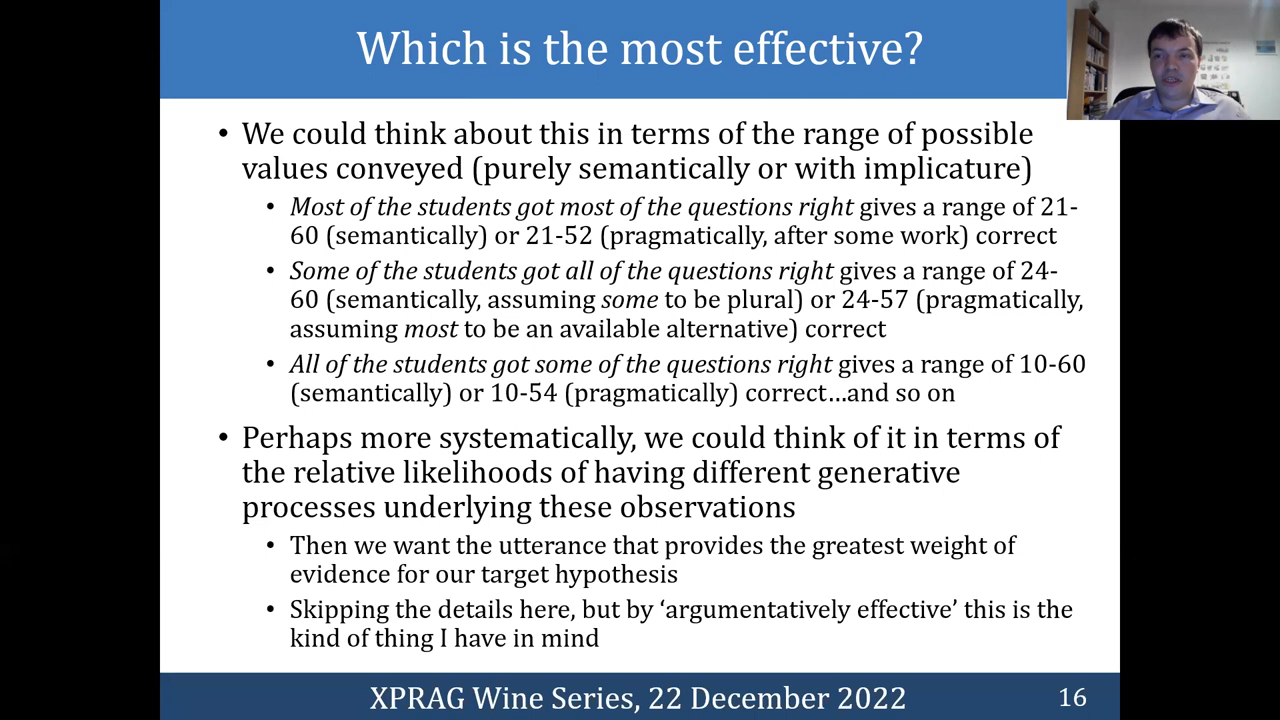 Which is the most effective?
• We could think about this in terms of the range of possible
values conveyed (purely semantically or with implicature)
• Most of the students got most of the questions right gives a range of 21-
60 (semantically) or 21-52 (pragmatically, after some work) correct
• Some of the students got all of the questions right gives a range of 24-
60 (semantically, assuming some to be plural) or 24-57 (pragmatically,
assuming most to be an available alternative) correct
• All of the students got some of the questions right gives a range of 10-60
(semantically) or 10-54 (pragmatically) correct…and so on
• Perhaps more systematically, we could think of it in terms of
the relative likelihoods of having different generative
processes underlying these observations
• Then we want the utterance that provides the greatest weight of
evidence for our target hypothesis
• Skipping the details here, but by ‘argumentatively effective’ this is the
kind of thing I have in mind
XPRAG Wine Series, 22 December 2022
16